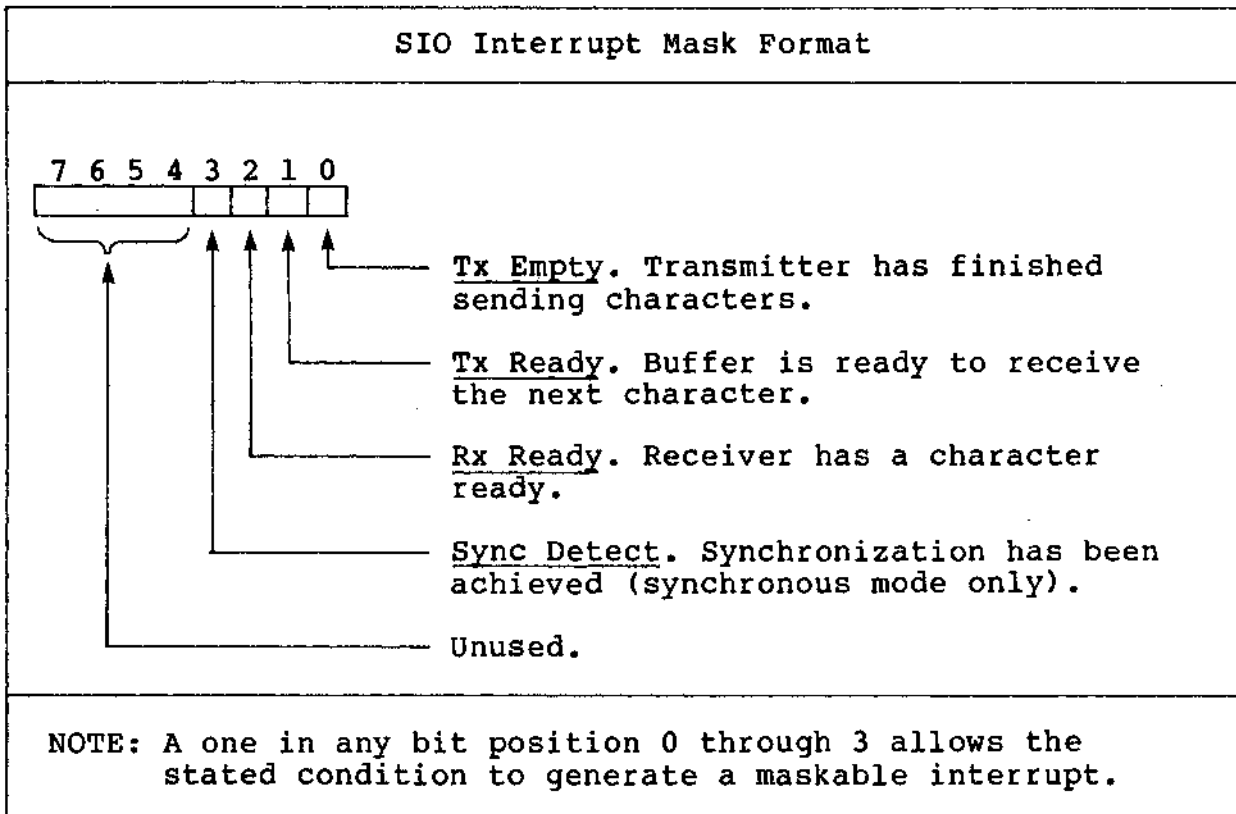 SIO Interrupt Mask Format
7 6 5 4 3 2 1 0
Tx Empty. Transmitter has finished
sending characters.
Tx Ready. Buffer is ready to receive
the next character.
Rx Ready. Receiver has a character
ready.
Sync Detect. Synchronization has been
achieved (synchronous mode only).
Unused.
NOTE: A one in any bit position 0 through 3 allows the
stated condition to generate a maskable interrupt.